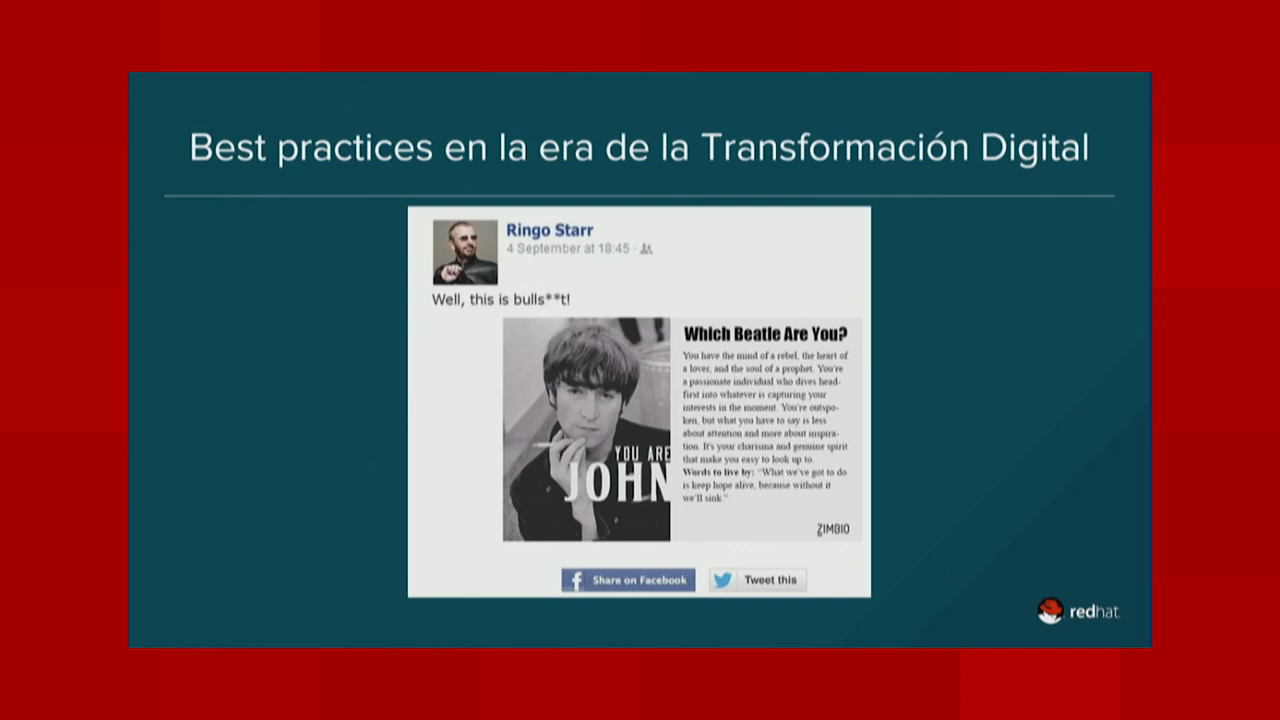 Best practices en la era de la Transformación Digital
Ringo Starr
4 September at 18:45
Well, this is bulls**t!
YOU ARE
JOHN
Which Beatle Are You?
You have the mind of a rebel, the heart of
a lover, and the soul of a prophet. You're
a passionate individual who dives head-
first into whatever is capturing your
interests in the moment. You're outspo-
ken, but what you have to say is less
about attention and more about inspira-
tion. It's your charisma and genuine spirit
that make you easy to look up to.
Words to live by: "What we've got to do
is keep hope alive, because without it
we'll sink."
ZIMBIO
Share on Facebook
Tweet this
redhat.